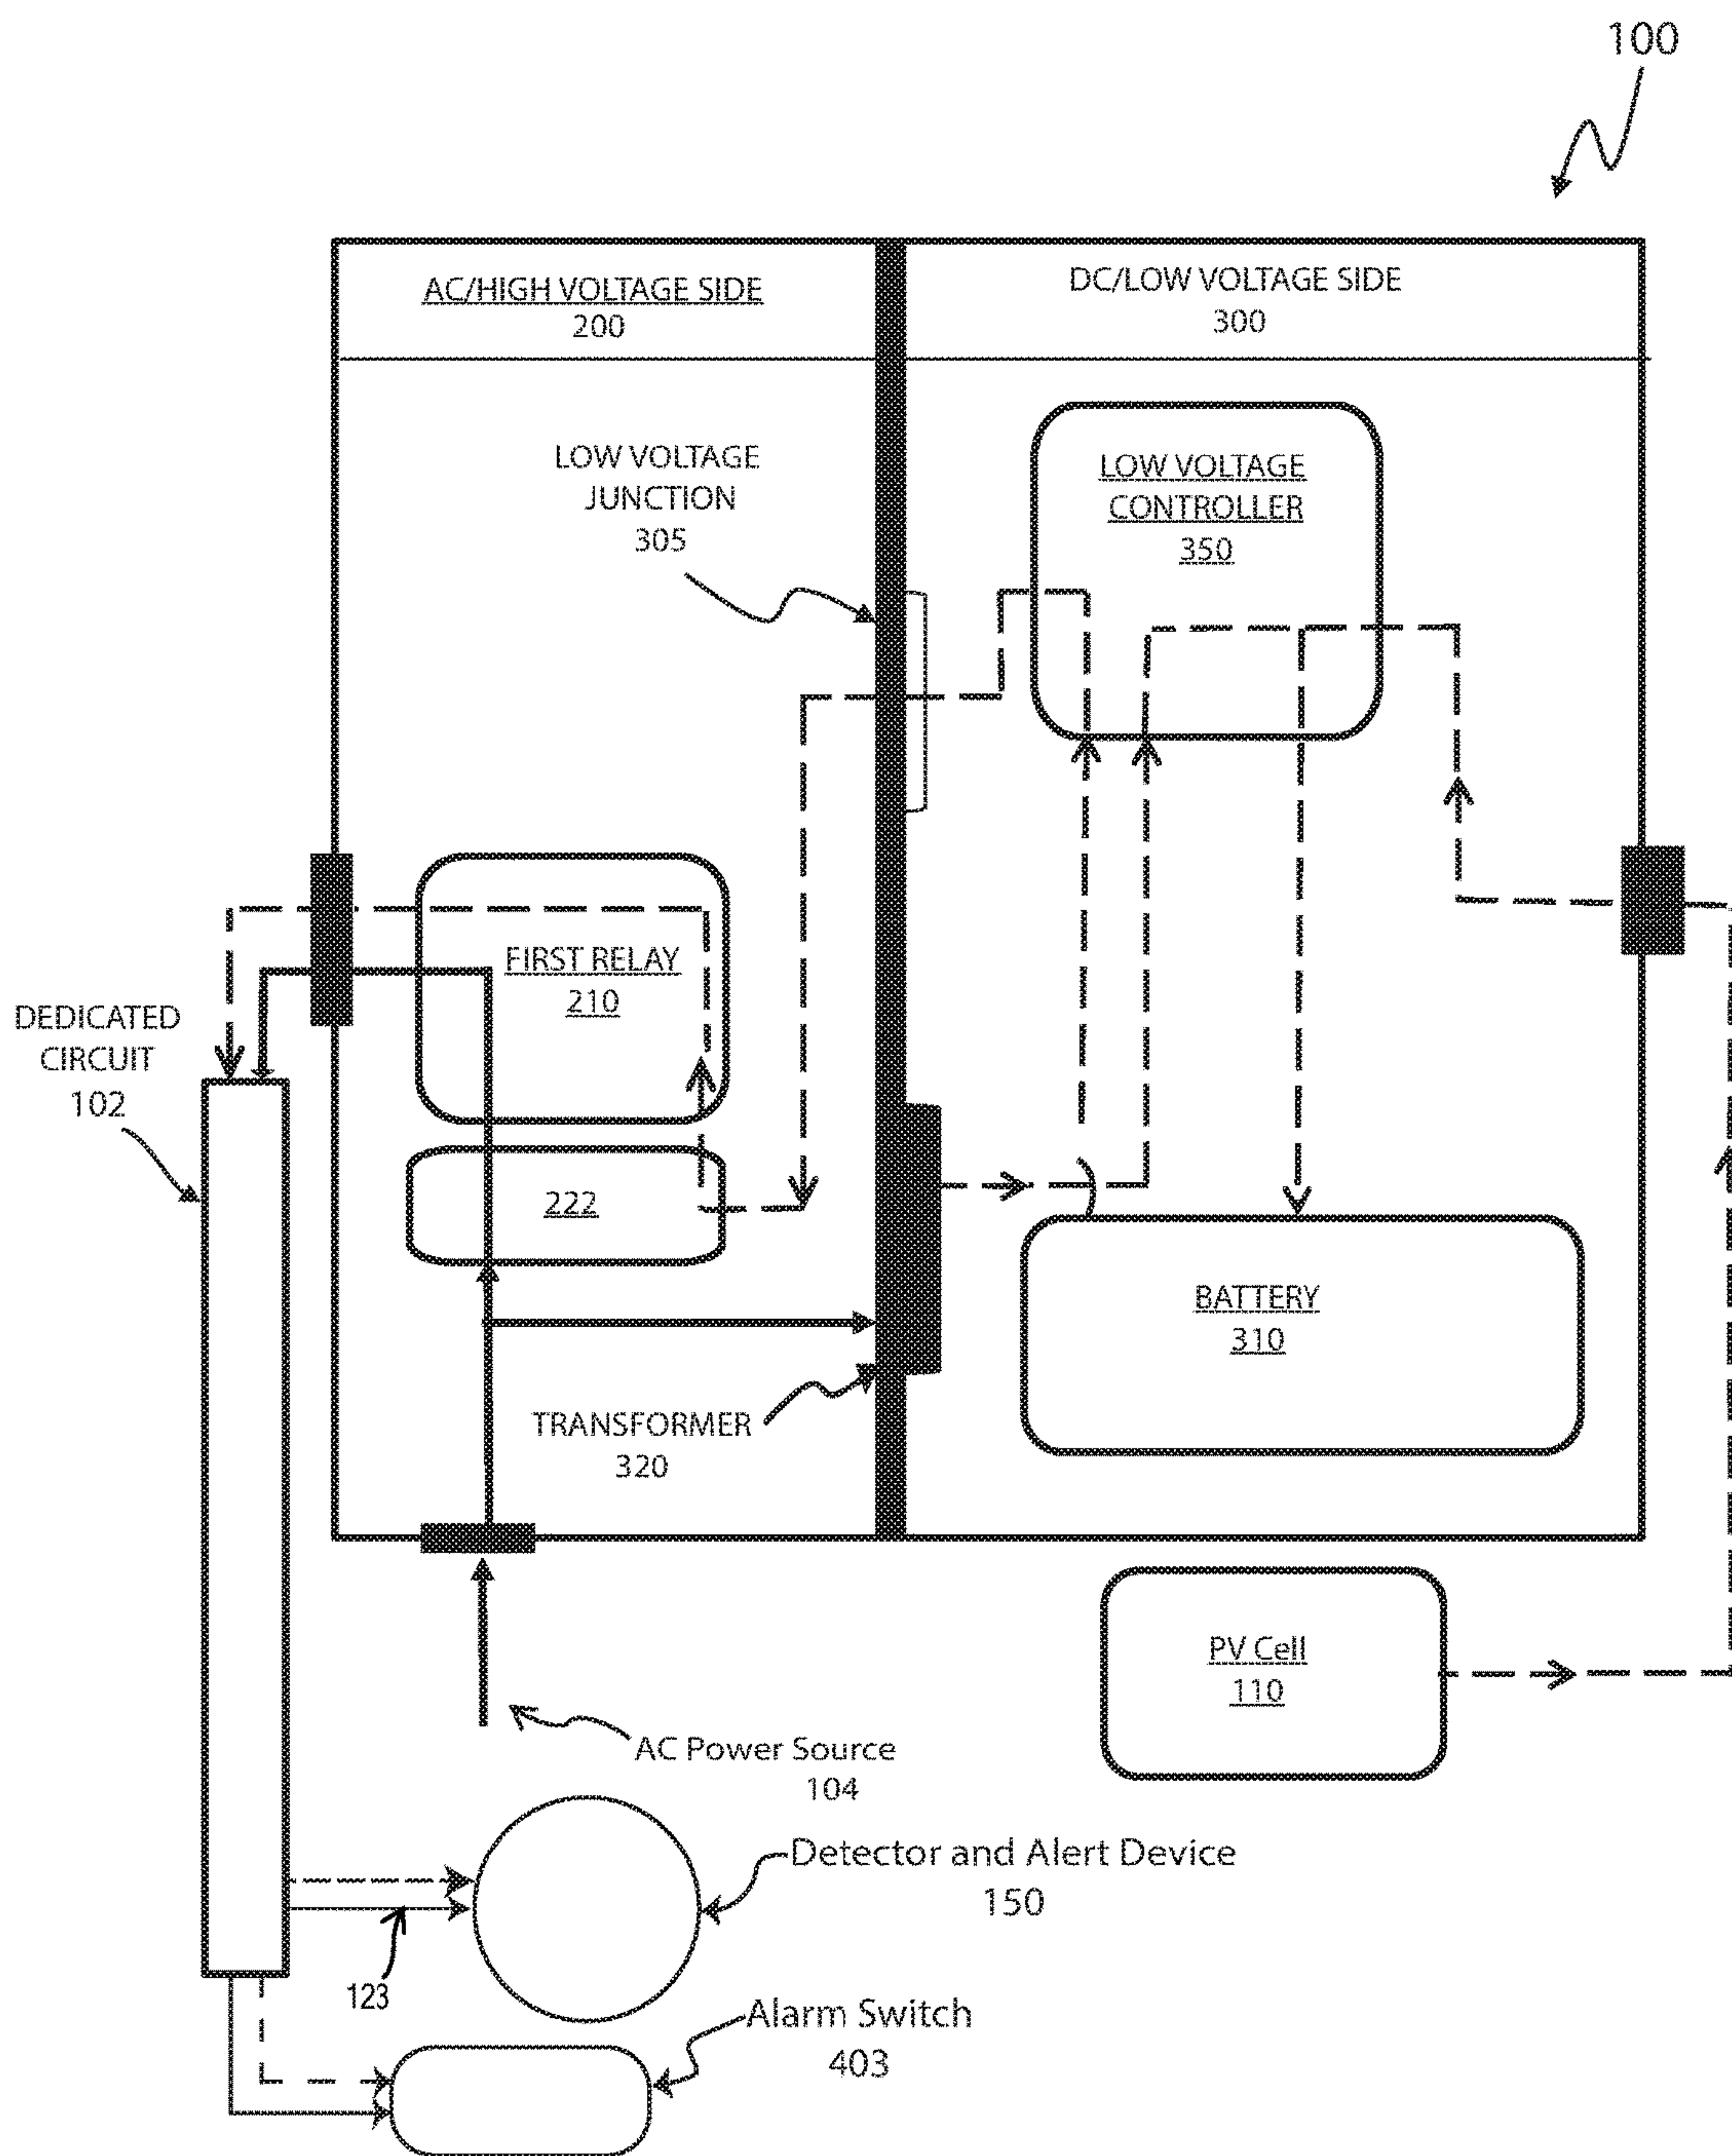 100
AC/HIGH VOLTAGE SIDE
200
DC/LOW VOLTAGE SIDE
300
LOW VOLTAGE
JUNCTION
305
LOW VOLTAGE
CONTROLLER
350
FIRST RELAY
210
DEDICATED
CIRCUIT
102
222
BATTERY
310
TRANSFORMER
320
PV Cell
110
AC Power Source
104
Detector and Alert Device
150
123
Alarm Switch
403